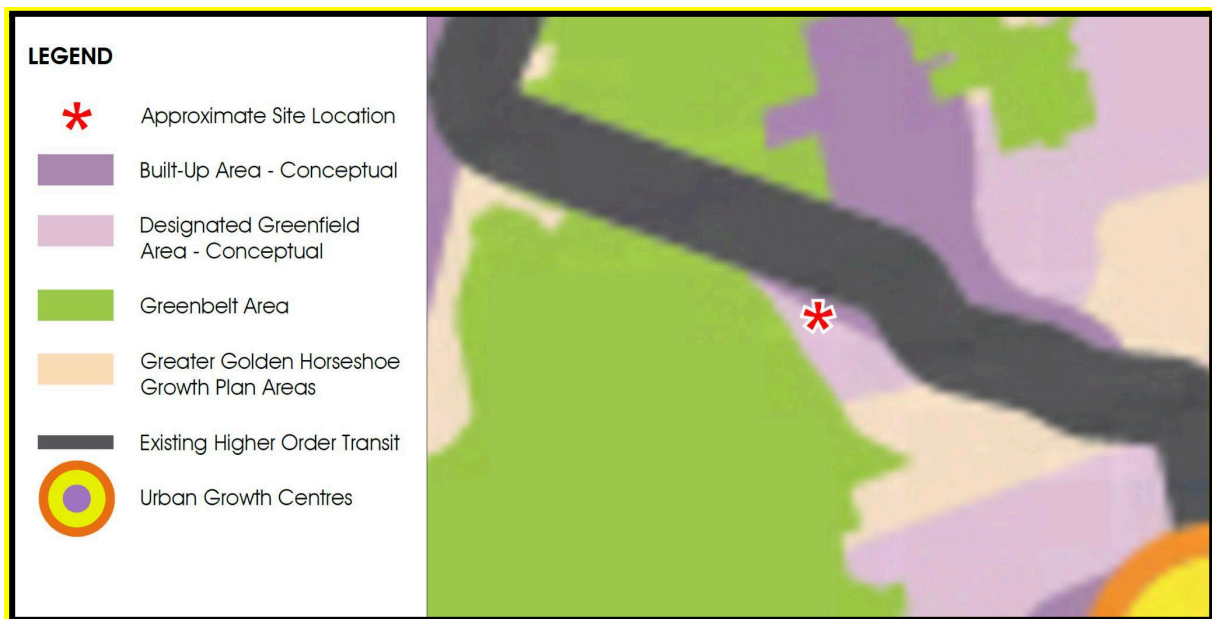 LEGEND
Approximate Site Location
Built-Up Area - Conceptual
Designated Greenfield
Area - Conceptual
Greenbelt Area
Greater Golden Horseshoe
Growth Plan Areas
Existing Higher Order Transit
Urban Growth Centres